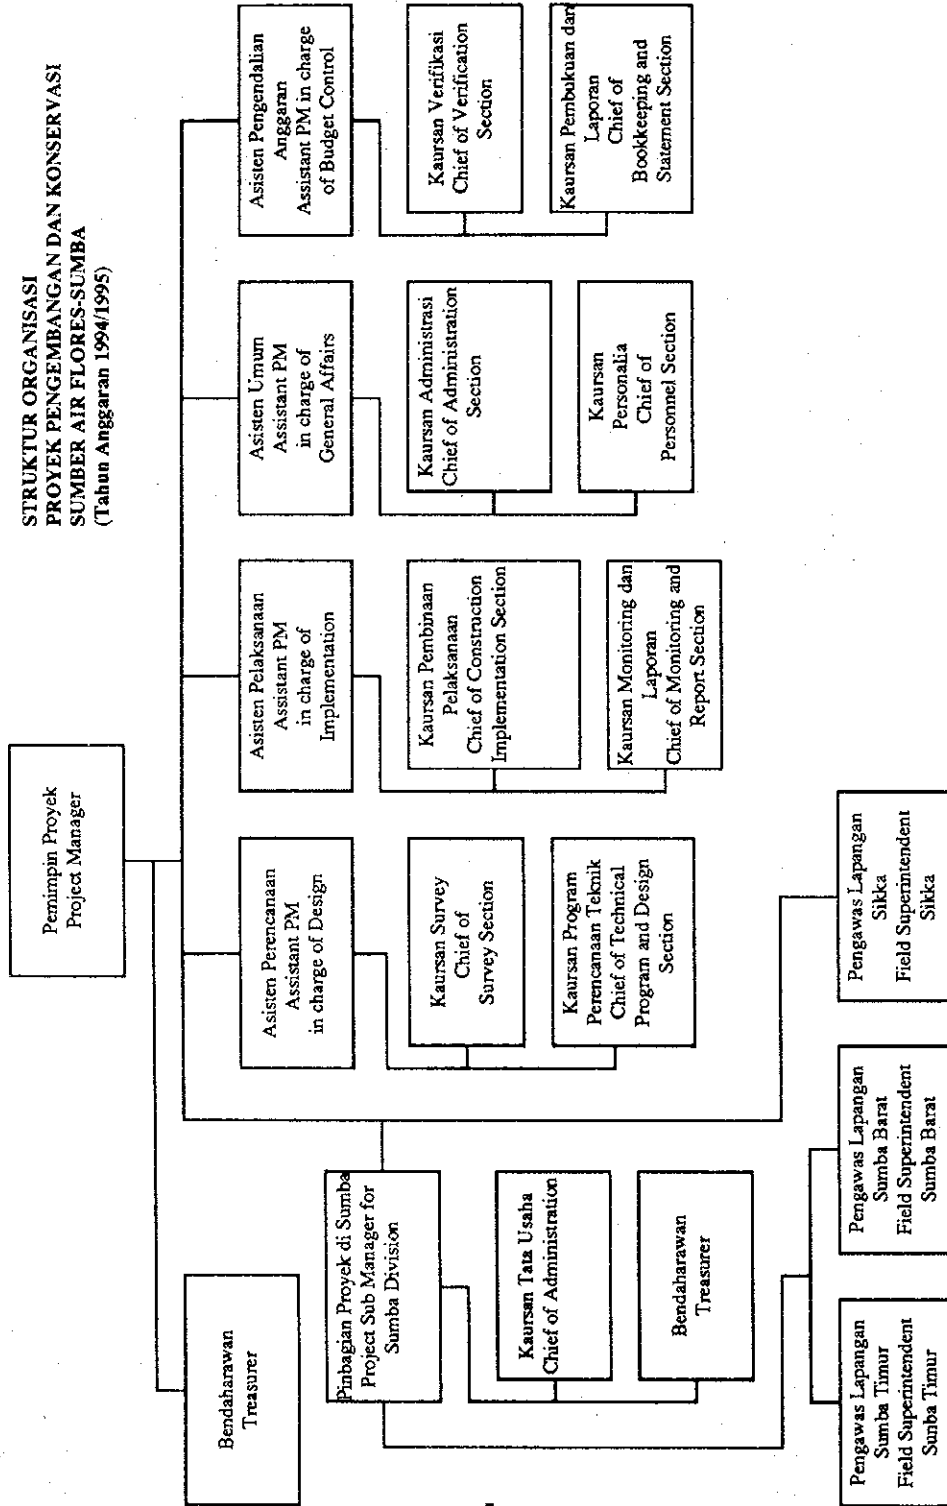 STRUKTUR ORGANISASI
PROYEK PENGEMBANGAN DAN KONSERVASI
SUMBER AIR FLORES-SUMBA
(Tahun Anggaran 1994/1995)
Pemimpin Proyek
Project Manager
Bendaharawan
Treasurer
Asisten Perencanaan
Assistant PM
in charge of Design
Asisten Pelaksanaan
Assistant PM
in charge of
Implementation
Asisten Umum
Assistant PM
in charge of
General Affairs
Asisten Pengendalian
Anggaran
Assistant PM in charge
of Budget Control
Pinbagian Proyek di Sumba
Project Sub Manager for
Sumba Division
Kaursan Tata Usaha
Chief of Administration
Bendaharawan
Treasurer
Kaursan Survey
Chief of
Survey Section
Kaursan Program
Perencanaan Teknik
Chief of Technical
Program and Design
Section
Kaursan Pembinaan
Pelaksanaan
Chief of Construction
Implementation Section
Kaursan Monitoring dan
Laporan
Chief of Monitoring and
Report Section
Kaursan Administrasi
Chief of Administration
Section
Kaursan
Personalia
Chief of
Personnel Section
Kaursan Verifikasi
Chief of Verification
Section
Kaursan Pembukuan dan
Laporan
Chief of
Bookkeeping and
Statement Section
Pengawas Lapangan
Sumba Timur
Field Superintendent
Sunba Timur
Pengawas Lapangan
Sumba Barat
Field Superintendent
Sumba Barat
Pengawas Lapangan
Sikka
Field Superintendent
Sikka